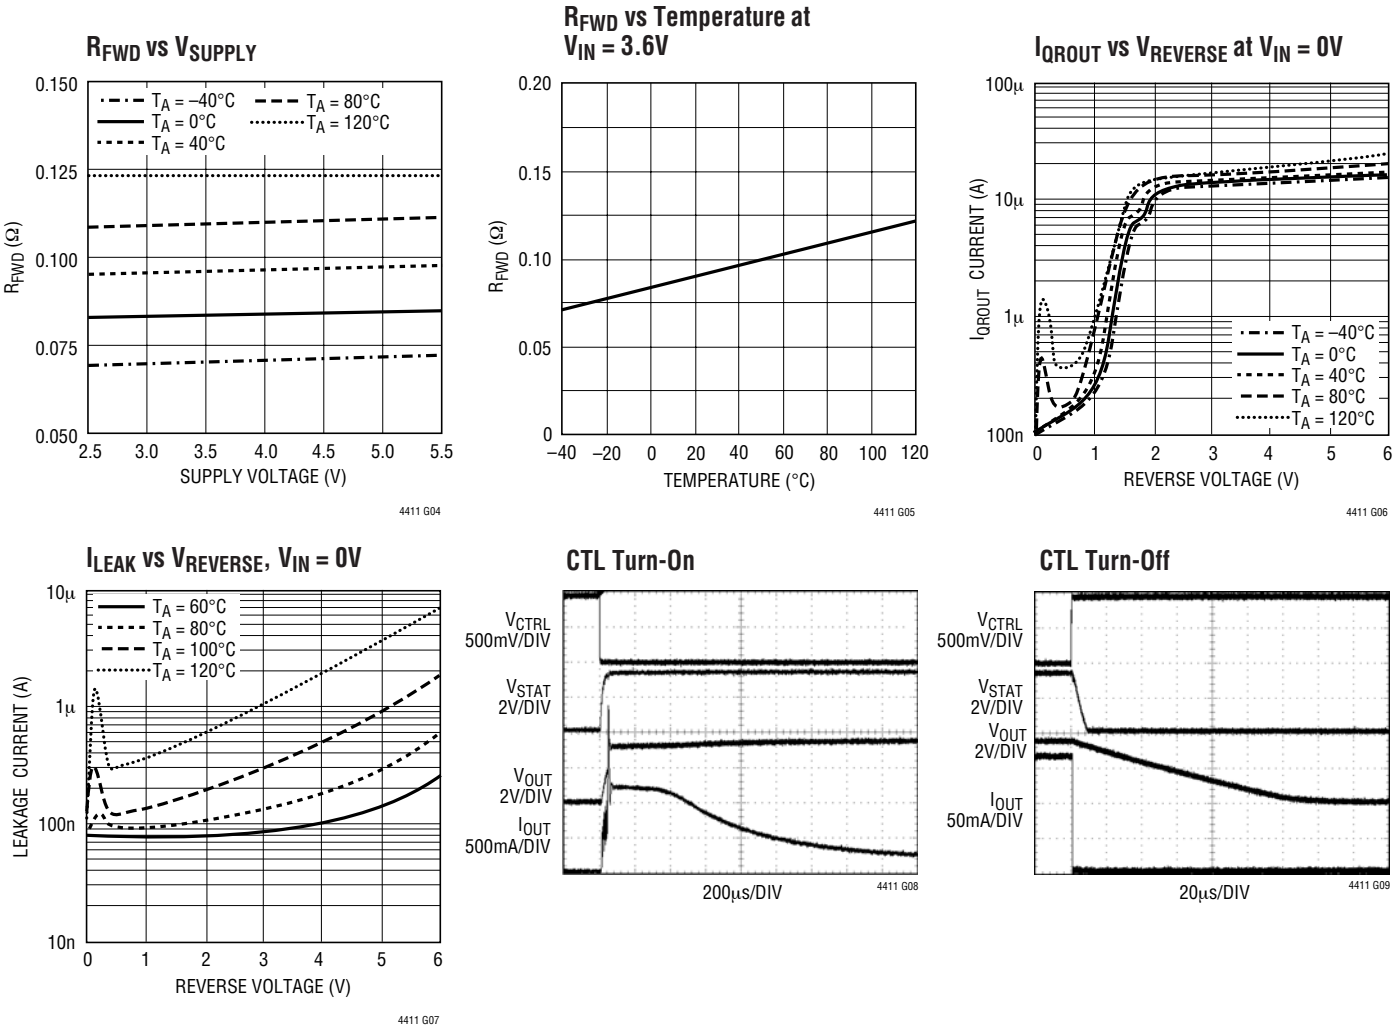 RFWD vs VSUPPLY
0.150
0.125
0.100
0.075
0.050
RFWD (Ω)
TA = –40°C
TA = 0°C
TA = 40°C
TA = 80°C
TA = 120°C
2.5 3.0 3.5 4.0 4.5 5.0 5.5
SUPPLY VOLTAGE (V)
4411 G04
RFWD vs Temperature at
VIN = 3.6V
0.20
0.15
0.10
0.05
0
RFWD (Ω)
–40 –20 0 20 40 60 80 100 120
TEMPERATURE (°C)
4411 G05
IQROUT vs VREVERSE at VIN = 0V
100µ
10µ
1µ
100n
IQROUT CURRENT (A)
TA = –40°C
TA = 0°C
TA = 40°C
TA = 80°C
TA = 120°C
0 1 2 3 4 5 6
REVERSE VOLTAGE (V)
4411 G06
ILEAK vs VREVERSE, VIN = 0V
10µ
1µ
100n
10n
LEAKAGE CURRENT (A)
TA = 60°C
TA = 80°C
TA = 100°C
TA = 120°C
0 1 2 3 4 5 6
REVERSE VOLTAGE (V)
4411 G07
CTL Turn-On
VCTRL
500mV/DIV
VSTAT
2V/DIV
VOUT
2V/DIV
IOUT
500mA/DIV
200µs/DIV
4411 G08
CTL Turn-Off
VCTRL
500mV/DIV
VSTAT
2V/DIV
VOUT
2V/DIV
IOUT
50mA/DIV
20µs/DIV
4411 G09